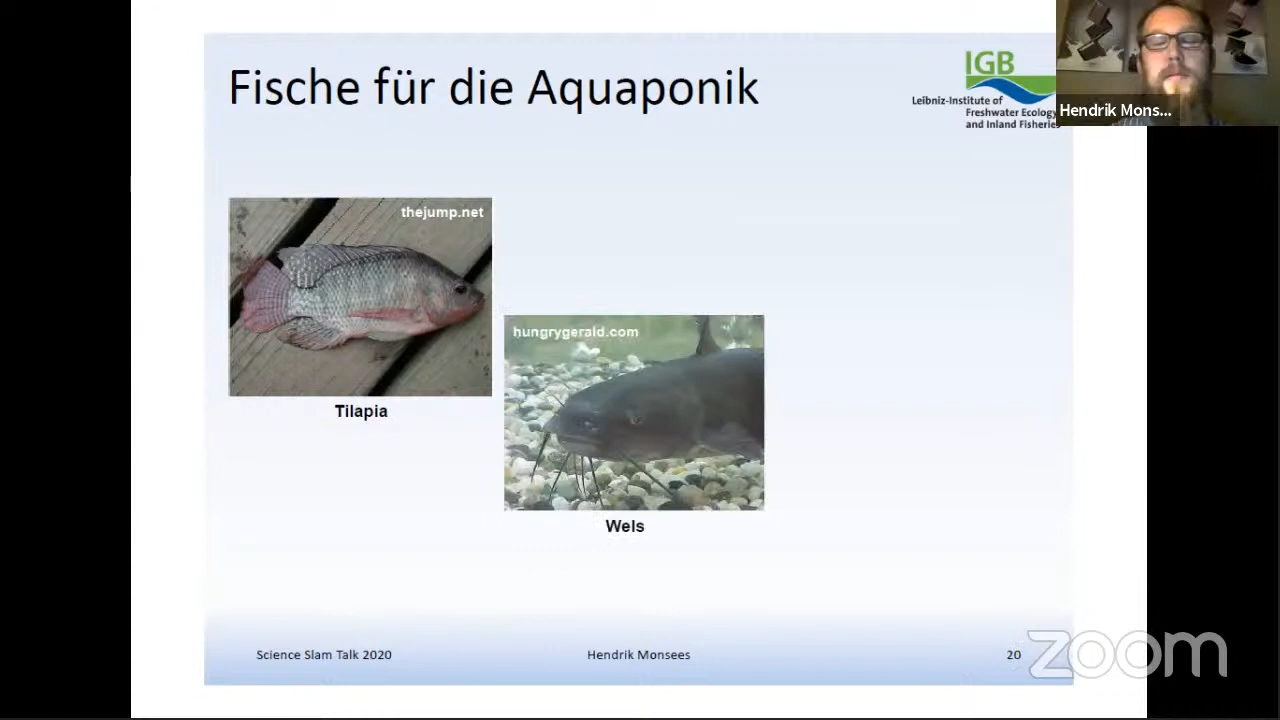 Fische für die Aquaponik
IGB
Leibniz-Institute of
Freshwater Ecology
and Inland Fisheries
Hendrik Mons...
thejump.net
Tilapia
hungrygerald.com
Wels
Science Slam Talk 2020
Hendrik Monsees
20
zoom